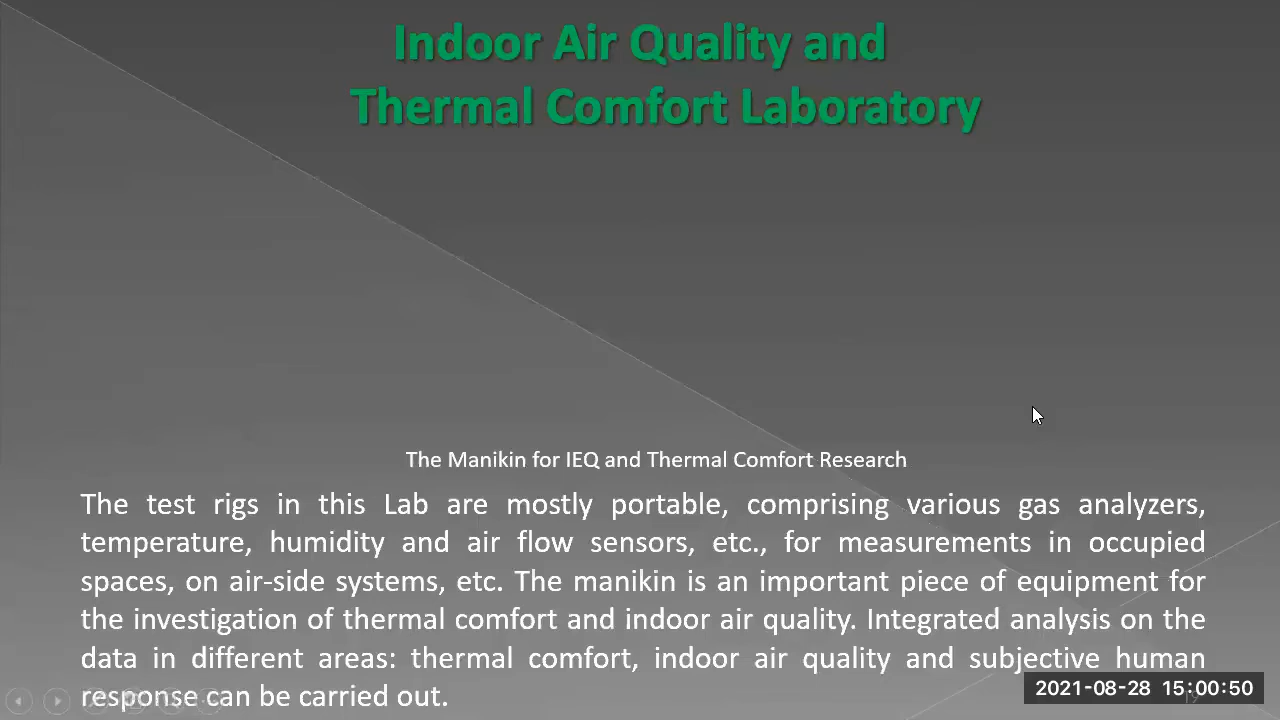 Indoor Air Quality and
Thermal Comfort Laboratory
The Manikin for IEQ and Thermal Comfort Research
The test rigs in this Lab are mostly portable, comprising various gas analyzers,
temperature, humidity and air flow sensors, etc., for measurements in occupied
spaces, on air-side systems, etc. The manikin is an important piece of equipment for
the investigation of thermal comfort and indoor air quality. Integrated analysis on the
data in different areas: thermal comfort, indoor air quality and subjective human
response can be carried out.
2021-08-28 15:00:50